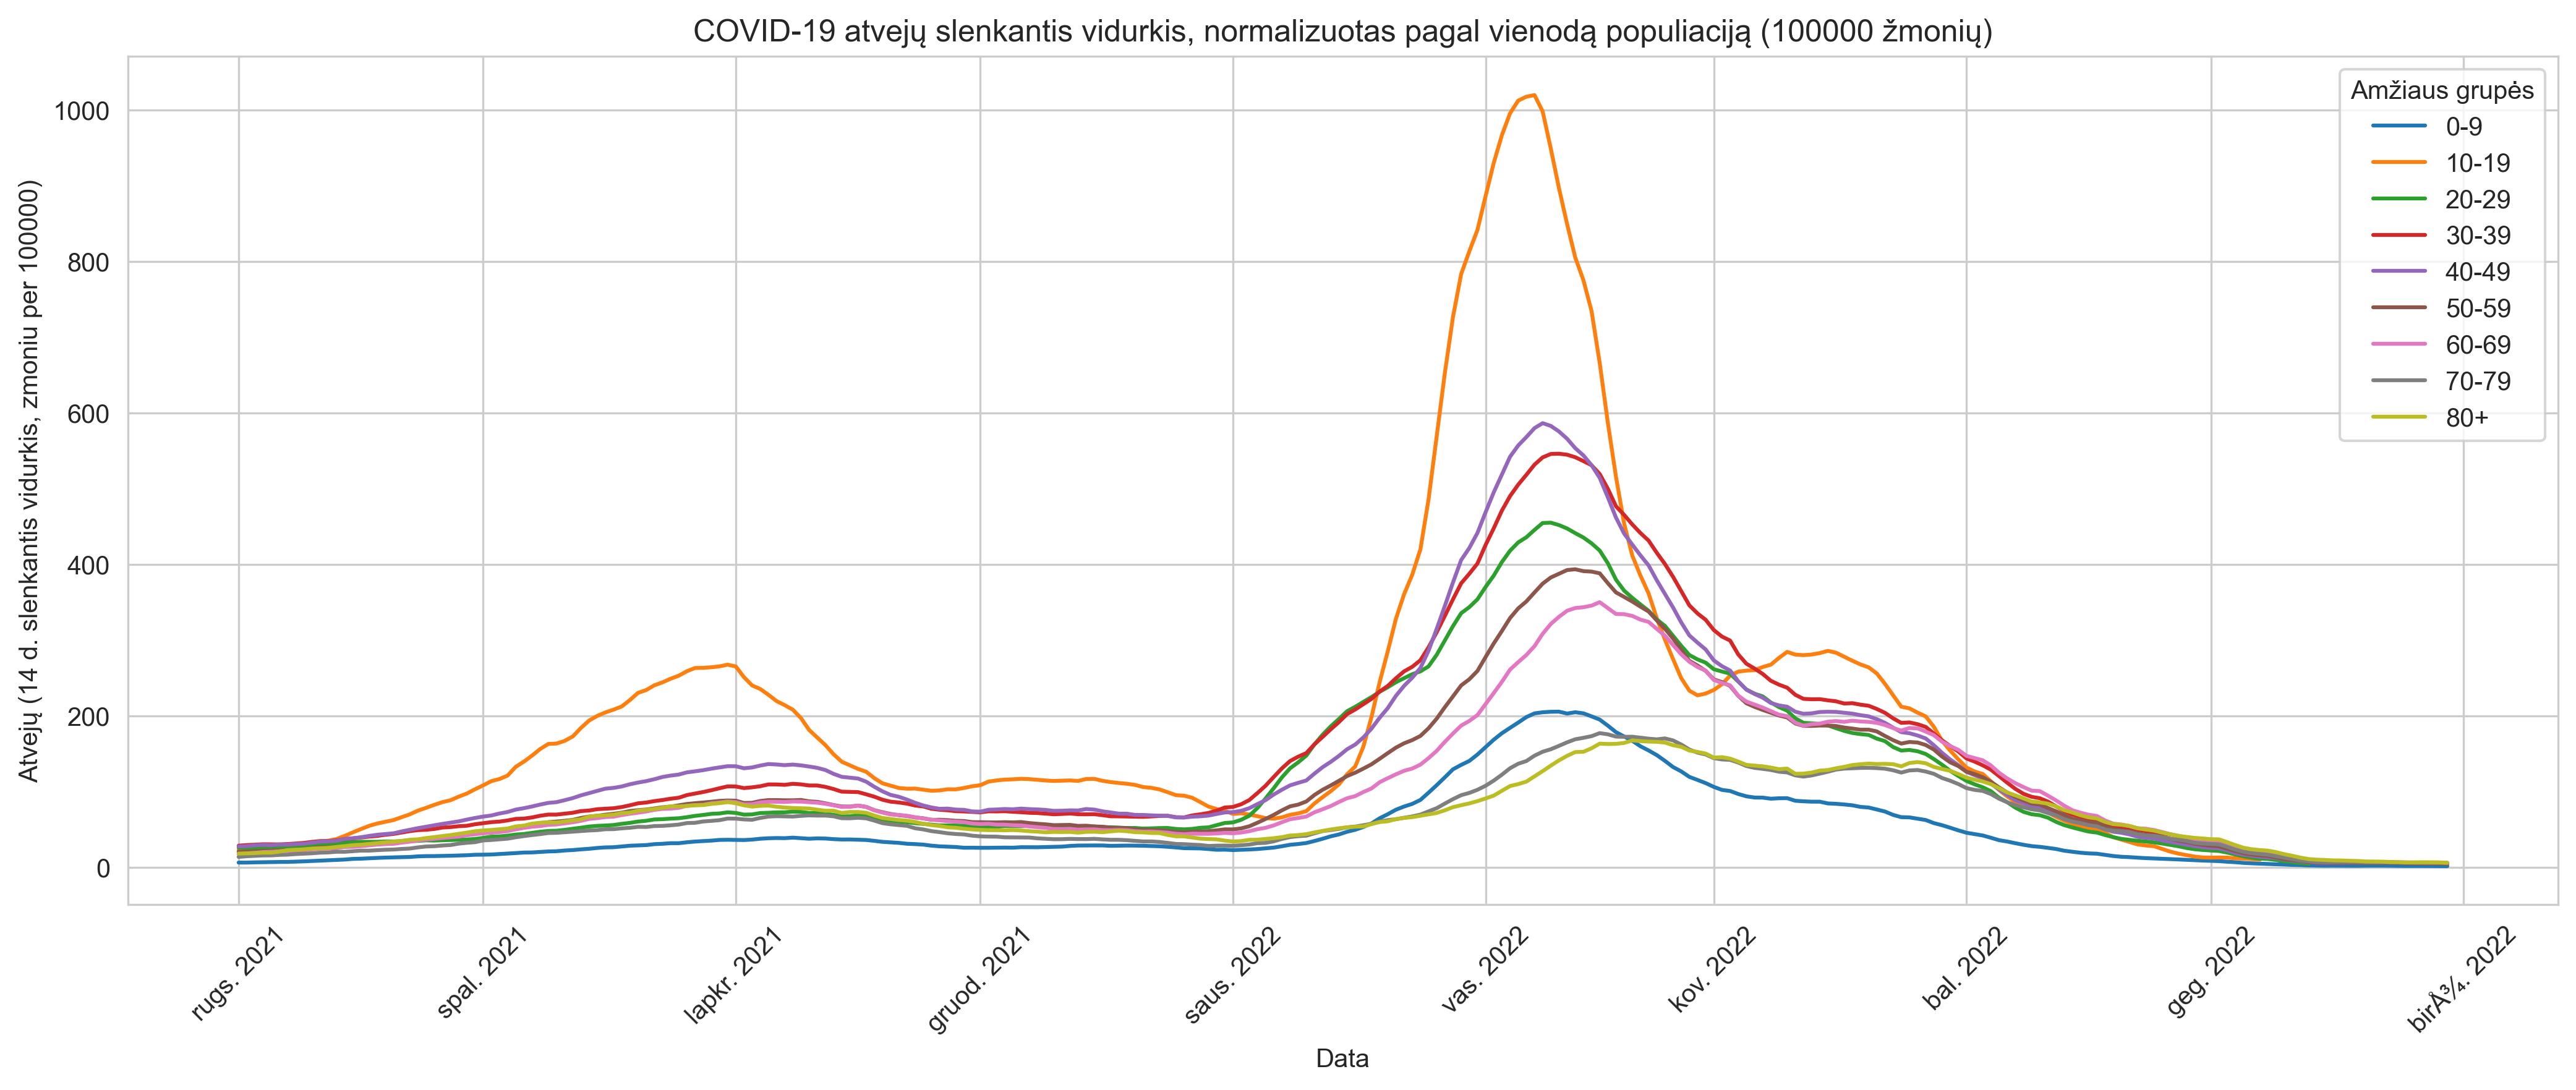 COVID-19 atvejų slenkantis vidurkis, normalizuotas pagal vienodą populiaciją (100000 žmonių)
Atvejų (14 d. slenkantis vidurkis, zmoniu per 100000)
1000
800
600
400
200
0
Amžiaus grupės
0-9
10-19
20-29
30-39
40-49
50-59
60-69
70-79
80+
rugs. 2021
spal. 2021
lapkr. 2021
gruod. 2021
saus. 2022
vas. 2022
kov. 2022
bal. 2022
geg. 2022
birÅ¾. 2022
Data